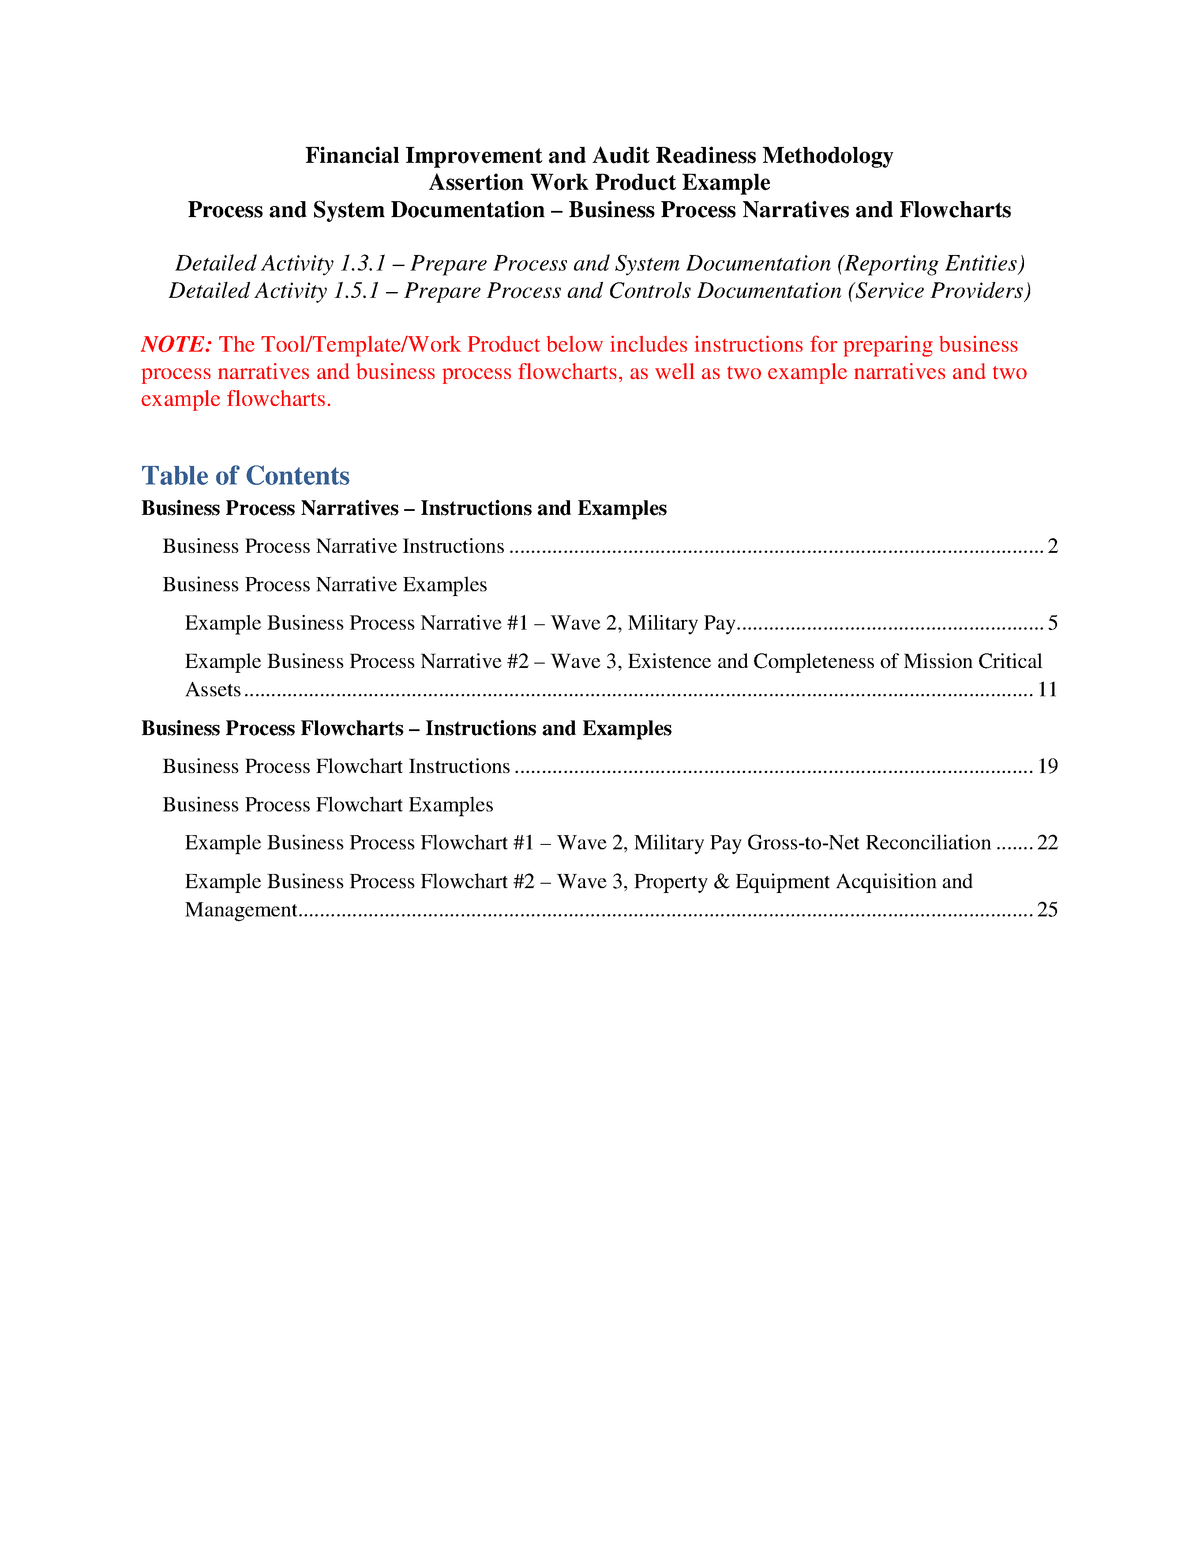 Financial Improvement and Audit Readiness Methodology
Assertion Work Product Example
Process and System Documentation – Business Process Narratives and Flowcharts
Detailed Activity 1.3.1 – Prepare Process and System Documentation (Reporting Entities)
Detailed Activity 1.5.1 – Prepare Process and Controls Documentation (Service Providers)
NOTE: The Tool/Template/Work Product below includes instructions for preparing business
process narratives and business process flowcharts, as well as two example narratives and two
example flowcharts.
Table of Contents
Business Process Narratives – Instructions and Examples
Business Process Narrative Instructions ........................................................................................................ 2
Business Process Narrative Examples
Example Business Process Narrative #1 – Wave 2, Military Pay.......................................................... 5
Example Business Process Narrative #2 – Wave 3, Existence and Completeness of Mission Critical
Assets .................................................................................................................................................... 11
Business Process Flowcharts – Instructions and Examples
Business Process Flowchart Instructions ................................................................................................. 19
Business Process Flowchart Examples
Example Business Process Flowchart #1 – Wave 2, Military Pay Gross-to-Net Reconciliation ....... 22
Example Business Process Flowchart #2 – Wave 3, Property & Equipment Acquisition and
Management.......................................................................................................................................... 25